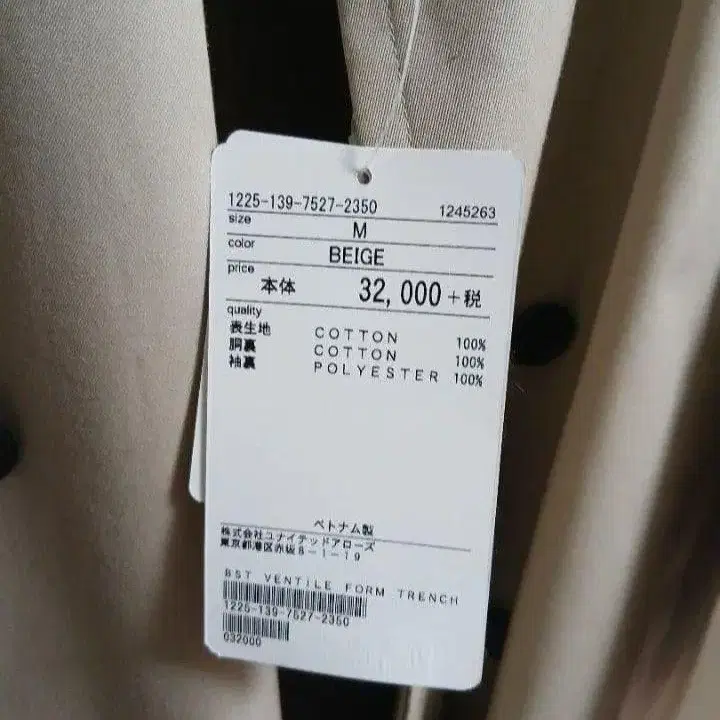 1225-139-7527-2350 1245263
size M
color BEIGE
price 本体 32,000+税
quality
表生地 COTTON 100%
胴裏 COTTON 100%
袖裏 POLYESTER 100%
ベトナム製
株式会社ユナイテッドアローズ
東京都港区赤坂8-1-19
BST VENTILE FORM TRENCH
1225-139-7527-2350
032000